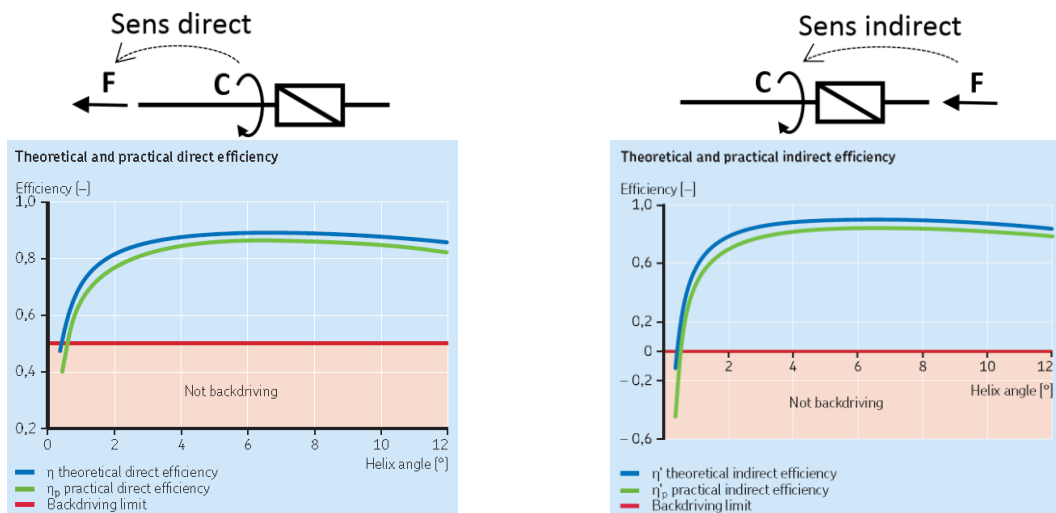 Sens direct
F
C
Theoretical and practical direct efficiency
Efficiency [–]
1,0
0,8
0,6
0,4
0,2
Not backdriving
0
2
4
6
8
10
12
Helix angle [°]
η theoretical direct efficiency
ηp practical direct efficiency
Backdriving limit
Sens indirect
C
F
Theoretical and practical indirect efficiency
Efficiency [–]
1,0
0,6
0,2
0
2
4
6
8
10
12
– 0,2
Helix angle [°]
Not backdriving
– 0,6
η' theoretical indirect efficiency
η'p practical indirect efficiency
Backdriving limit